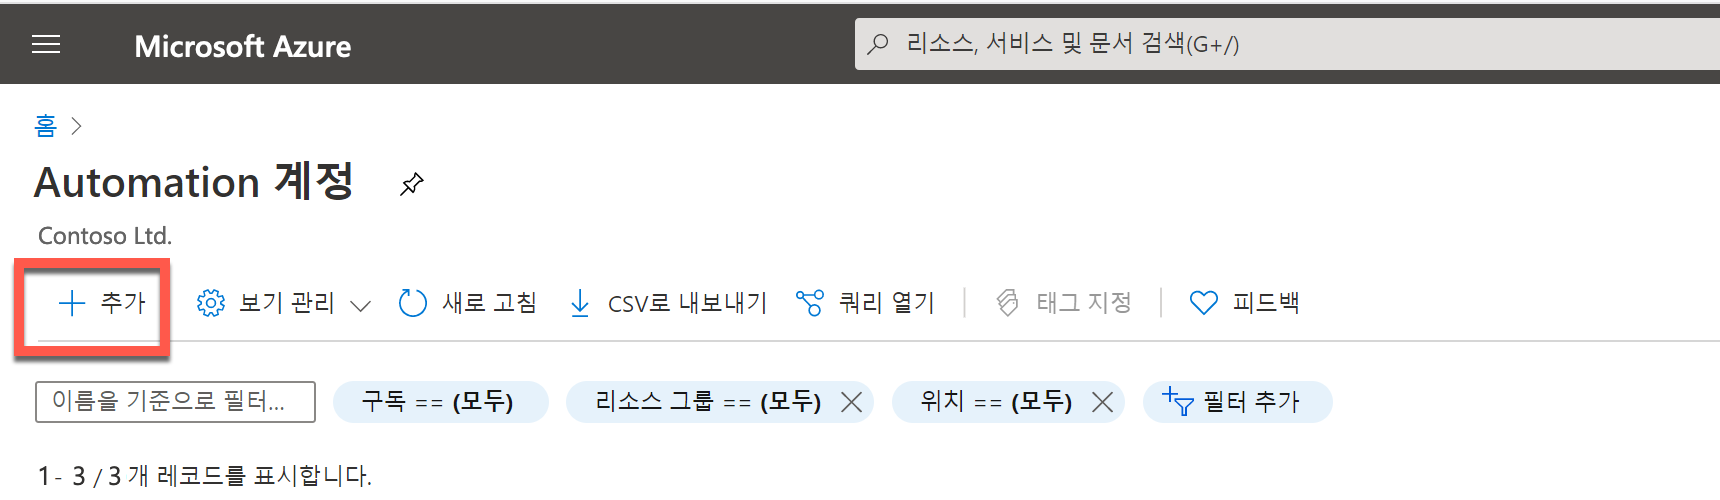 Microsoft Azure
리소스, 서비스 및 문서 검색(G+/)
홈
Automation 계정
Contoso Ltd.
추가 보기 관리 새로 고침 CSV로 내보내기 쿼리 열기 태그 지정 피드백
이름을 기준으로 필터... 구독 == (모두) 리소스 그룹 == (모두) 위치 == (모두) 필터 추가
1 - 3 / 3 개 레코드를 표시합니다.